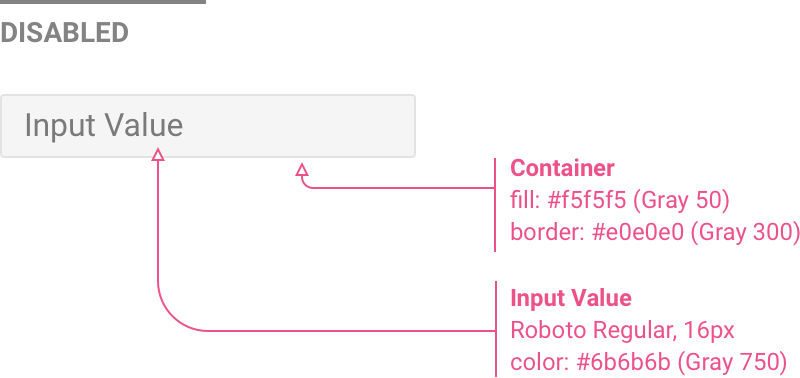 DISABLED
Input Value
Container
fill: #f5f5f5 (Gray 50)
border: #e0e0e0 (Gray 300)
Input Value
Roboto Regular, 16px
color: #6b6b6b (Gray 750)